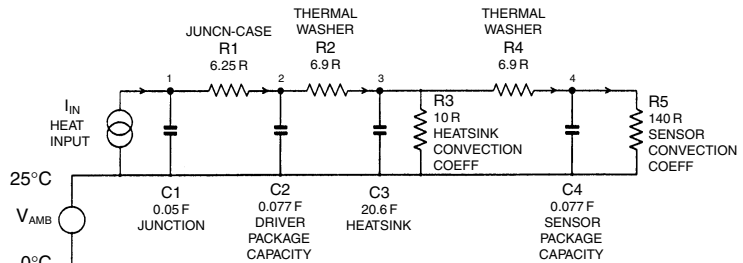 THERMAL
WASHER
R2
6.9 R
THERMAL
WASHER
R4
6.9 R
JUNCN-CASE
R1
6.25 R
1
2
3
4
I_IN
HEAT
INPUT
R3
10 R
HEATSINK
CONVECTION
COEFF
R5
140 R
SENSOR
CONVECTION
COEFF
25°C
V_AMB
0°C
C1
0.05 F
JUNCTION
C2
0.077 F
DRIVER
PACKAGE
CAPACITY
C3
20.6 F
HEATSINK
C4
0.077 F
SENSOR
PACKAGE
CAPACITY